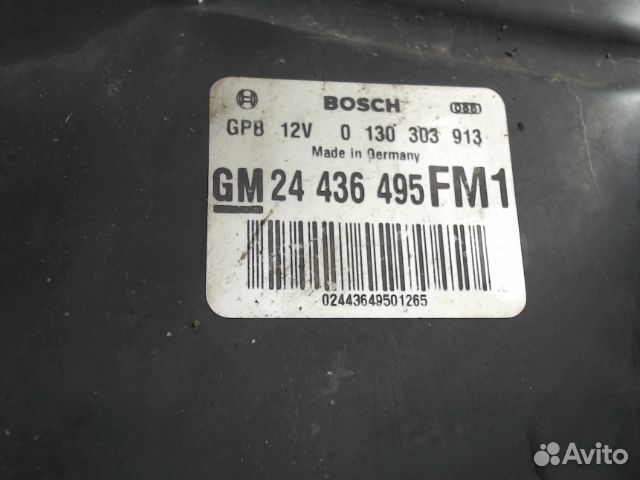 BOSCH
GPB 12V 0 130 303 913
Made in Germany
GM 24 436 495 FM1
02443649501265
Avito